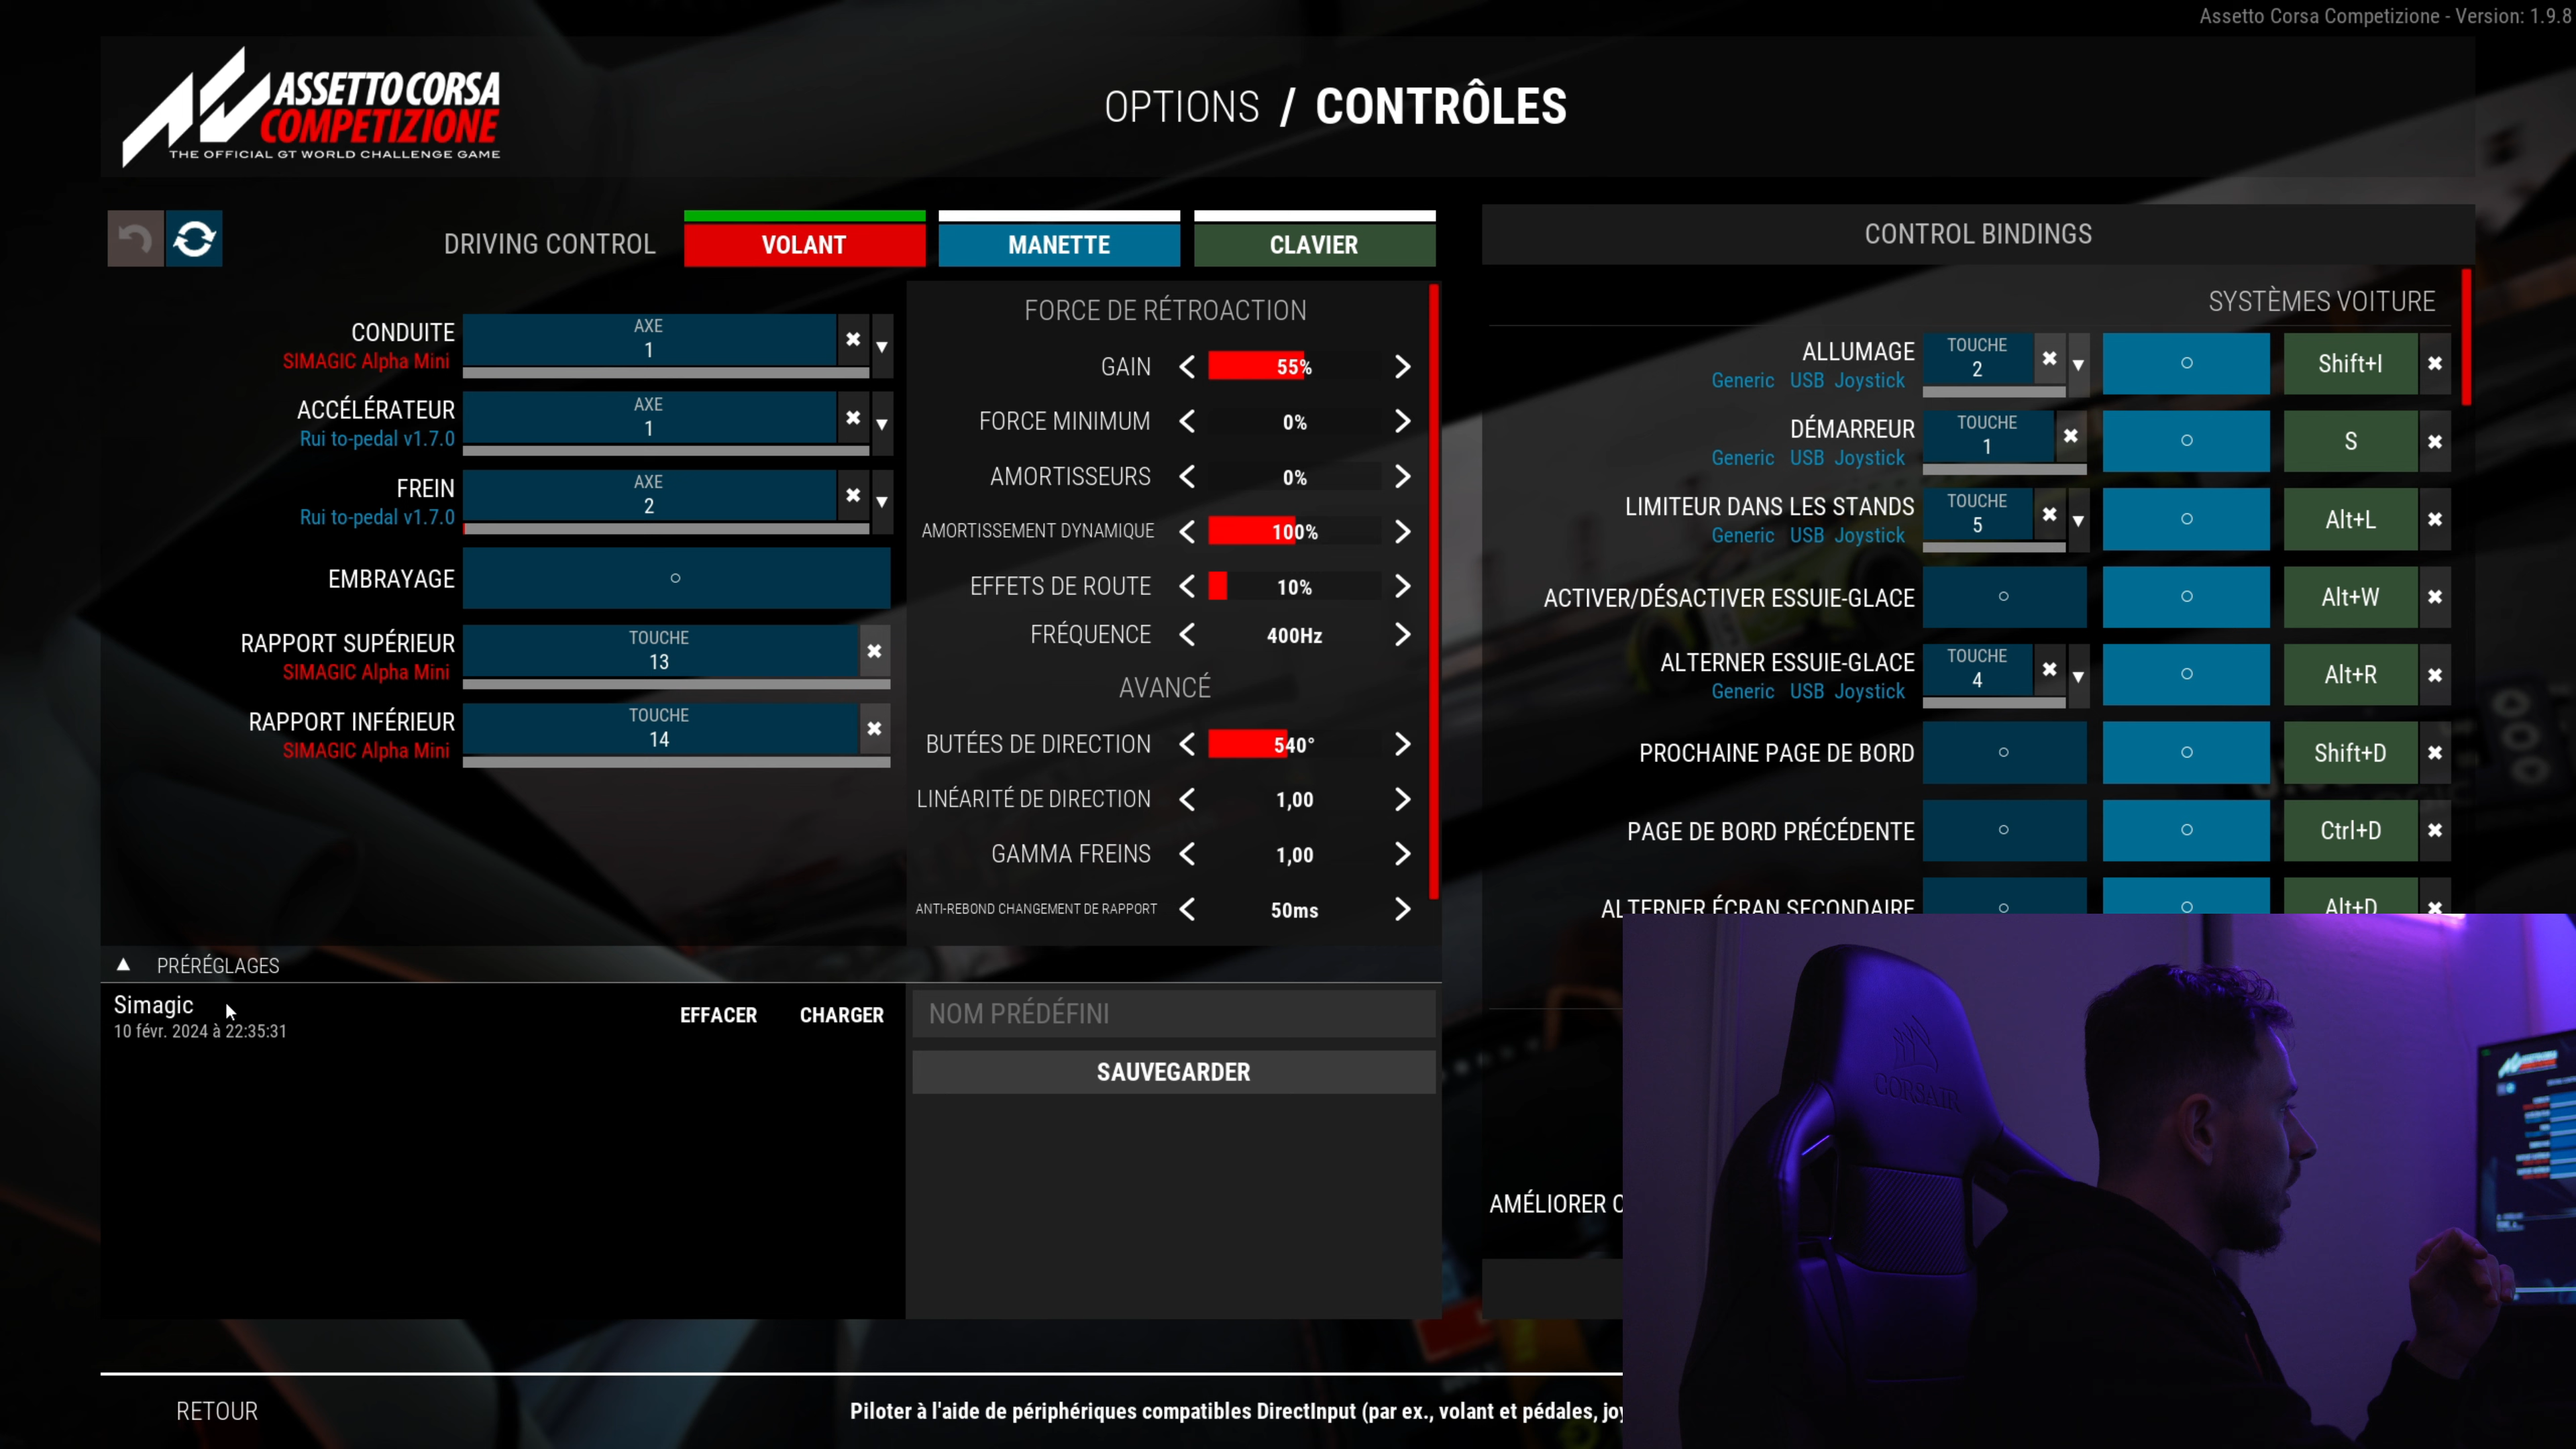 Assetto Corsa Competizione - Version: 1.9.8
ASSETTO CORSA
COMPETIZIONE
THE OFFICIAL GT WORLD CHALLENGE GAME
OPTIONS / CONTRÔLES
DRIVING CONTROL
VOLANT
MANETTE
CLAVIER
CONDUITE
SIMAGIC Alpha Mini
AXE
1
ACCÉLÉRATEUR
Rui to-pedal v1.7.0
AXE
1
FREIN
Rui to-pedal v1.7.0
AXE
2
EMBRAYAGE
RAPPORT SUPÉRIEUR
SIMAGIC Alpha Mini
TOUCHE
13
RAPPORT INFÉRIEUR
SIMAGIC Alpha Mini
TOUCHE
14
FORCE DE RÉTROACTION
GAIN 55%
FORCE MINIMUM 0%
AMORTISSEURS 0%
AMORTISSEMENT DYNAMIQUE 100%
EFFETS DE ROUTE 10%
FRÉQUENCE 400Hz
AVANCÉ
BUTÉES DE DIRECTION 540°
LINÉARITÉ DE DIRECTION 1,00
GAMMA FREINS 1,00
ANTI-REBOND CHANGEMENT DE RAPPORT 50ms
CONTROL BINDINGS
SYSTÈMES VOITURE
ALLUMAGE
Generic USB Joystick
TOUCHE
2
Shift+I
DÉMARREUR
Generic USB Joystick
TOUCHE
1
S
LIMITEUR DANS LES STANDS
Generic USB Joystick
TOUCHE
5
Alt+L
ACTIVER/DÉSACTIVER ESSUIE-GLACE
Alt+W
ALTERNER ESSUIE-GLACE
Generic USB Joystick
TOUCHE
4
Alt+R
PROCHAINE PAGE DE BORD
Shift+D
PAGE DE BORD PRÉCÉDENTE
Ctrl+D
ALTERNER ÉCRAN SECONDAIRE
Alt+D
PRÉRÉGLAGES
Simagic
10 févr. 2024 à 22:35:31
EFFACER
CHARGER
NOM PRÉDÉFINI
SAUVEGARDER
AMÉLIORER
CORSAIR
RETOUR
Piloter à l'aide de périphériques compatibles DirectInput (par ex., volant et pédales,